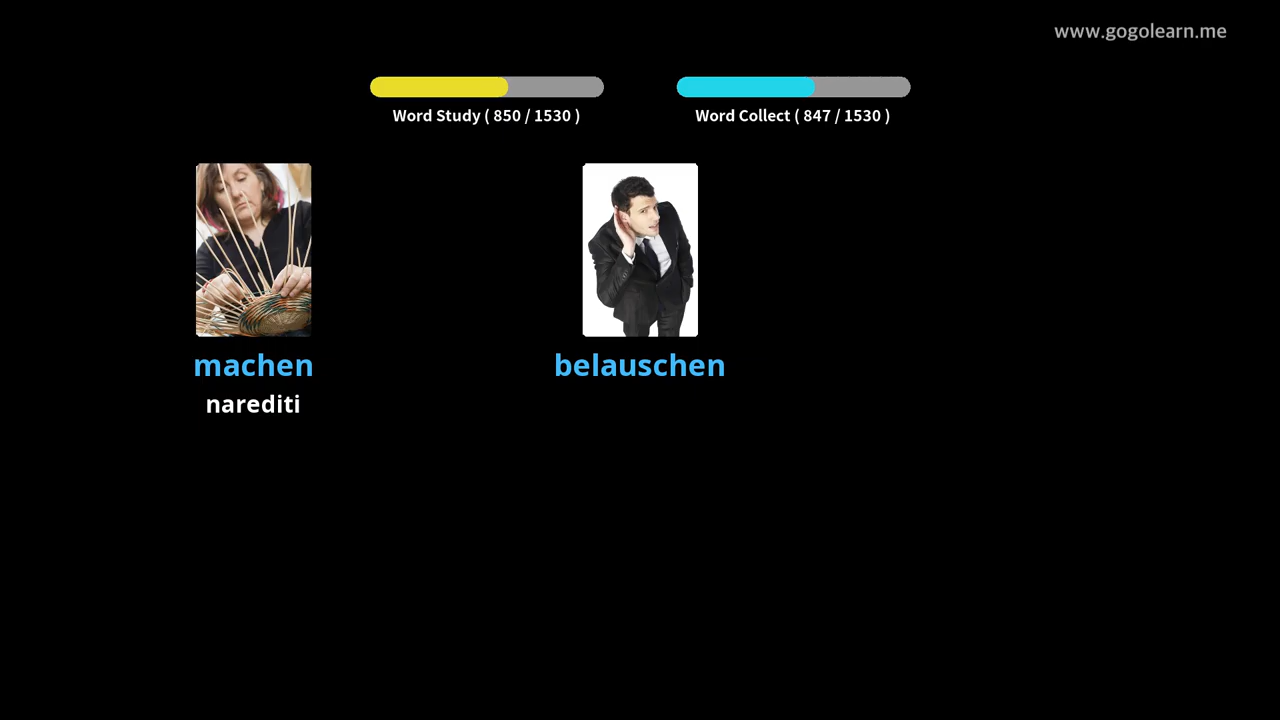 www.gogolearn.me
Word Study ( 850 / 1530 )
Word Collect ( 847 / 1530 )
machen
belauschen
narediti